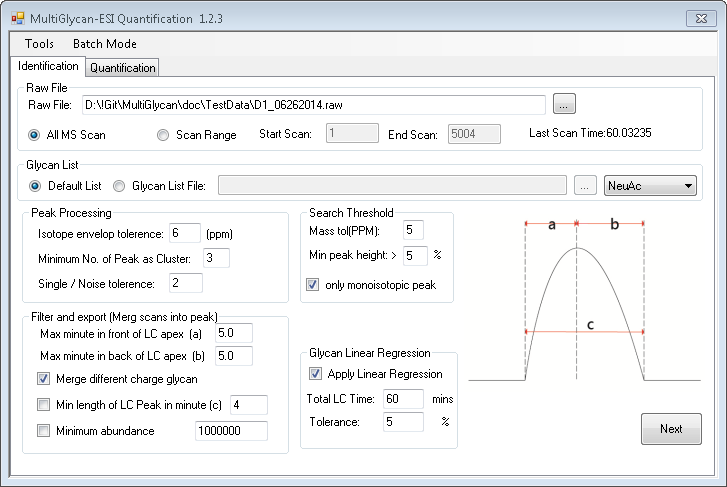 MultiGlycan-ESI Quantification 1.2.3
Tools Batch Mode
Identification Quantification
Raw File
Raw File: D:\!Git\MultiGlycan\doc\TestData\D1_06262014.raw ...
All MS Scan Scan Range Start Scan: 1 End Scan: 5004 Last Scan Time:60.03235
Glycan List
Default List Glycan List File: ... NeuAc
Peak Processing
Isotope envelop tolerence: 6 (ppm)
Minimum No. of Peak as Cluster: 3
Single / Noise tolerence: 2
Search Threshold
Mass tol(PPM): 5
Min peak height: > 5 %
only monoisotopic peak
a b
c
Filter and export (Merg scans into peak)
Max minute in front of LC apex (a) 5.0
Max minute in back of LC apex (b) 5.0
Merge different charge glycan
Min length of LC Peak in minute (c) 4
Minimum abundance 1000000
Glycan Linear Regression
Apply Linear Regression
Total LC Time: 60 mins
Tolerance: 5 %
Next